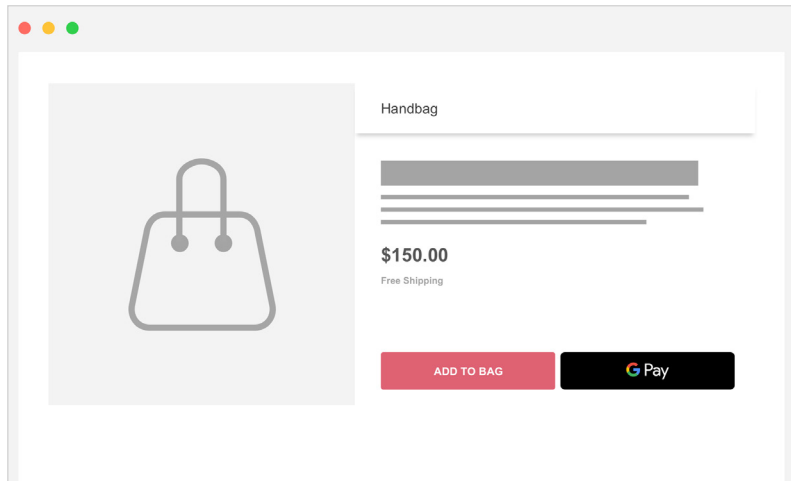 Handbag
$150.00
Free Shipping
ADD TO BAG
G Pay